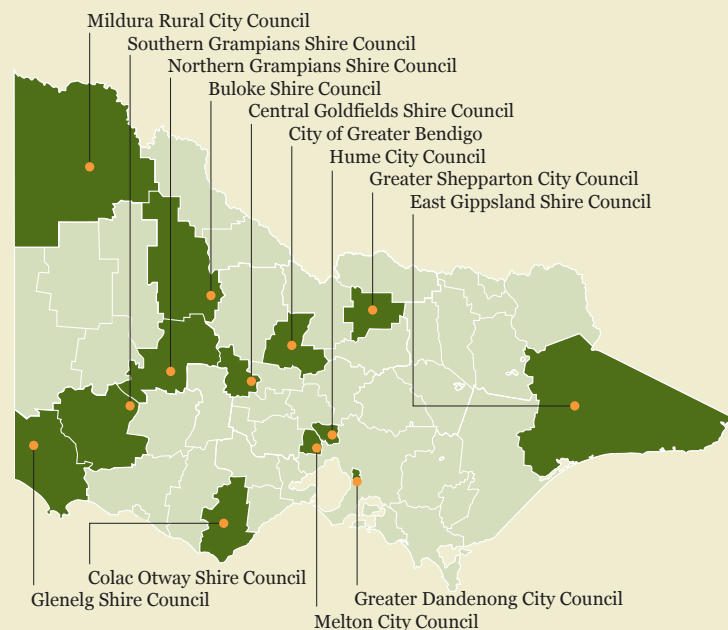 Mildura Rural City Council
Southern Grampians Shire Council
Northern Grampians Shire Council
Buloke Shire Council
Central Goldfields Shire Council
City of Greater Bendigo
Hume City Council
Greater Shepparton City Council
East Gippsland Shire Council
Colac Otway Shire Council
Glenelg Shire Council
Greater Dandenong City Council
Melton City Council